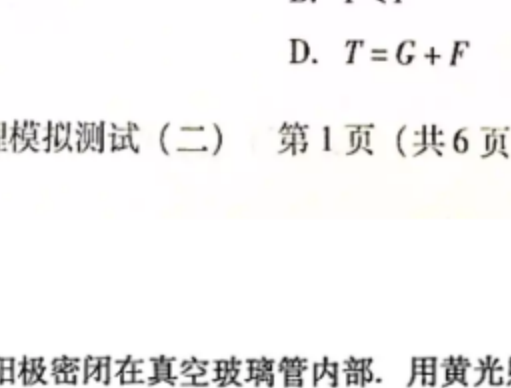 D. T = G + F
理模拟测试（二） 第 1 页（共 6 页
阳极密闭在真空玻璃管内部. 用黄光照